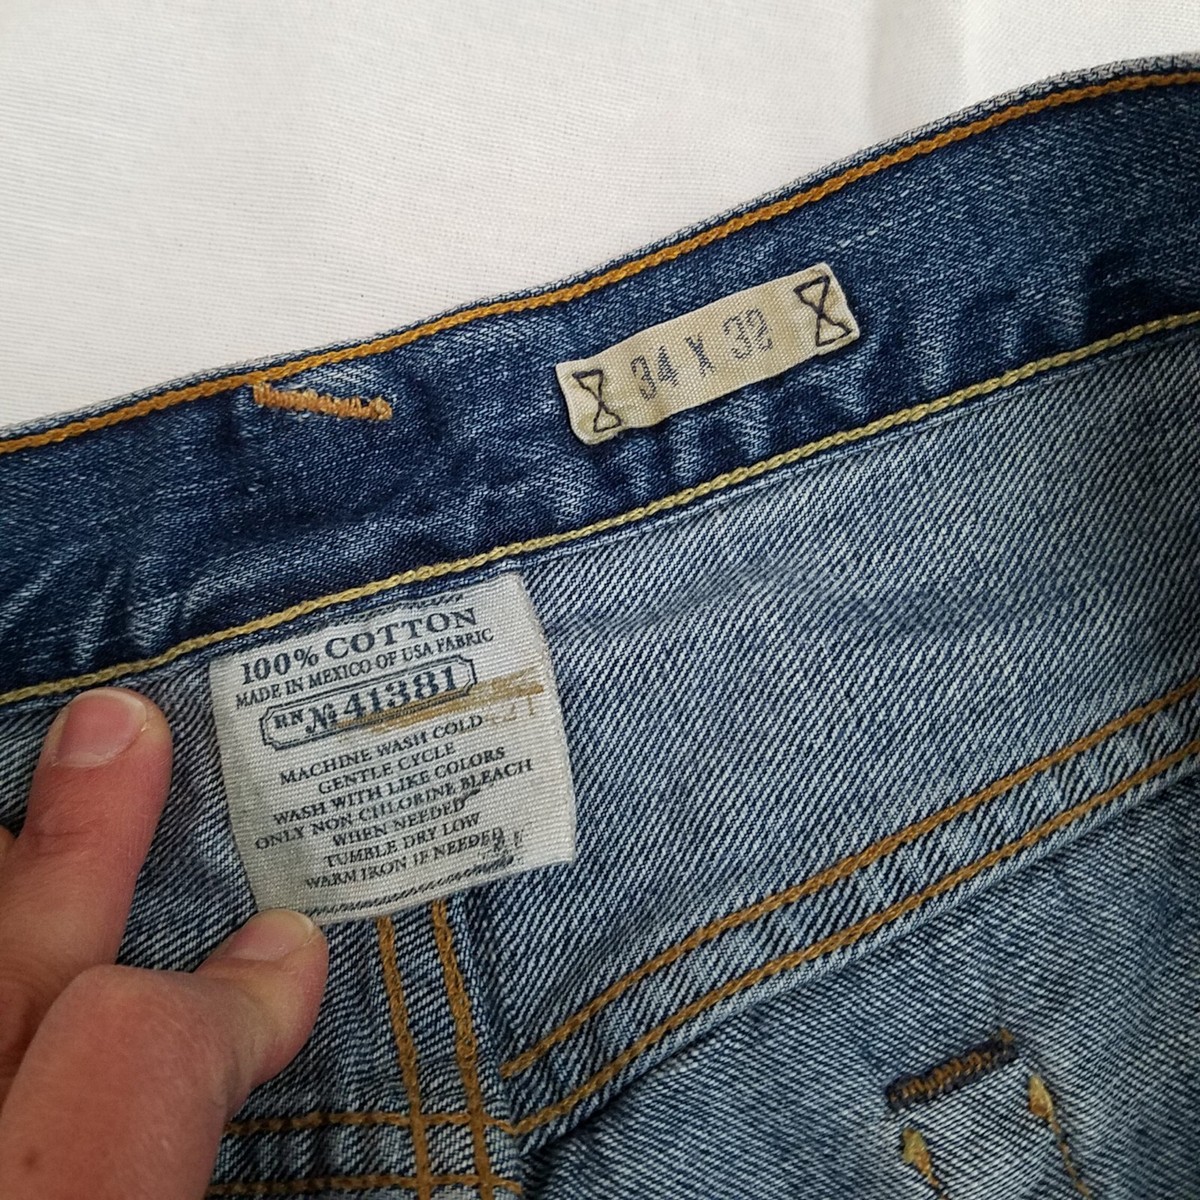 34 X 32
100% COTTON
MADE IN MEXICO OF USA FABRIC
RN № 41381
MACHINE WASH COLD
GENTLE CYCLE
WASH WITH LIKE COLORS
ONLY NON CHLORINE BLEACH
WHEN NEEDED
TUMBLE DRY LOW
WARM IRON IF NEEDED